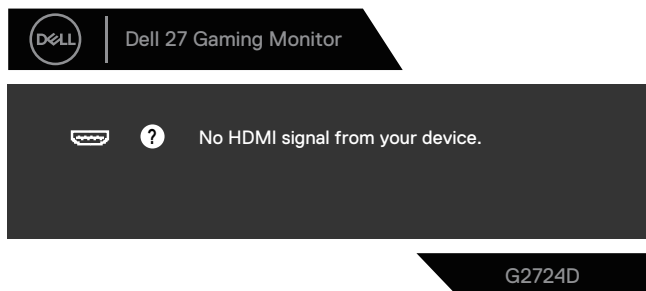 DELL
Dell 27 Gaming Monitor
? No HDMI signal from your device.
G2724D